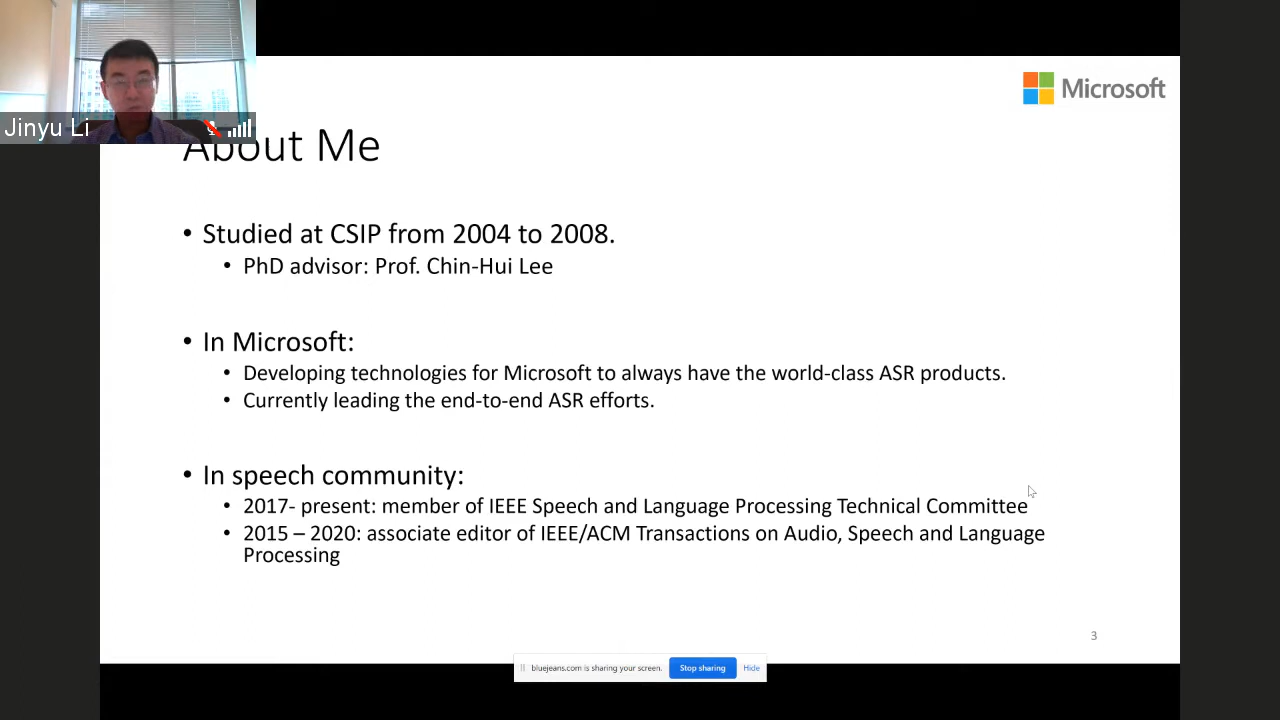 Microsoft
Jinyu Li
About Me
• Studied at CSIP from 2004 to 2008.
• PhD advisor: Prof. Chin-Hui Lee
• In Microsoft:
• Developing technologies for Microsoft to always have the world-class ASR products.
• Currently leading the end-to-end ASR efforts.
• In speech community:
• 2017- present: member of IEEE Speech and Language Processing Technical Committee
• 2015 – 2020: associate editor of IEEE/ACM Transactions on Audio, Speech and Language
Processing
3
bluejeans.com is sharing your screen. Stop sharing Hide